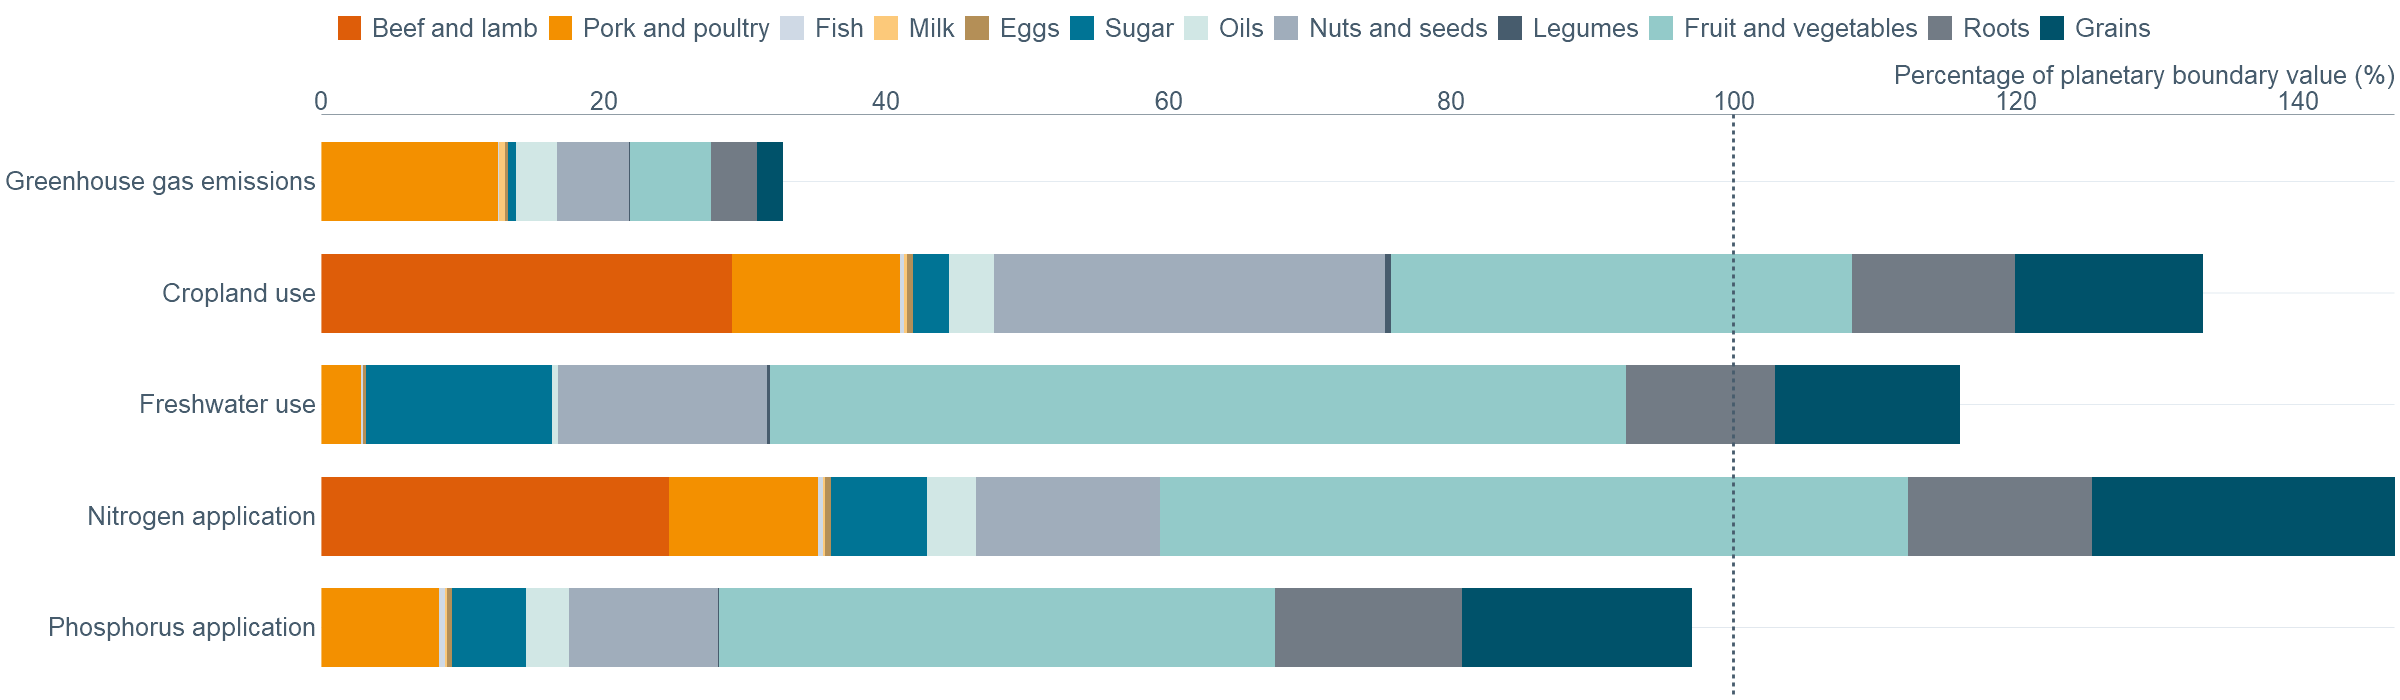 Beef and lamb Pork and poultry Fish Milk Eggs Sugar Oils Nuts and seeds Legumes Fruit and vegetables Roots Grains
Percentage of planetary boundary value (%)
0 20 40 60 80 100 120 140
Greenhouse gas emissions
Cropland use
Freshwater use
Nitrogen application
Phosphorus application